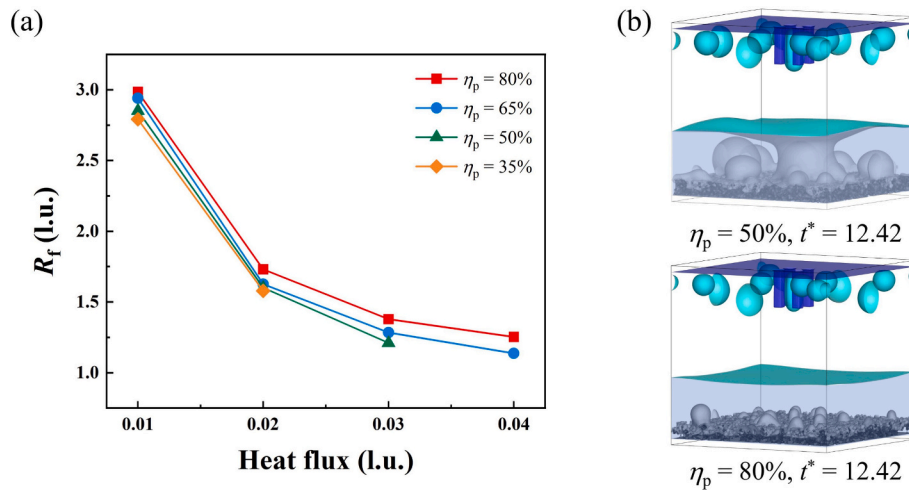 (a)
R_f (l.u.)
3.0
2.5
2.0
1.5
1.0
0.01
0.02
0.03
0.04
Heat flux (l.u.)
η_p = 80%
η_p = 65%
η_p = 50%
η_p = 35%
(b)
η_p = 50%, t* = 12.42
η_p = 80%, t* = 12.42